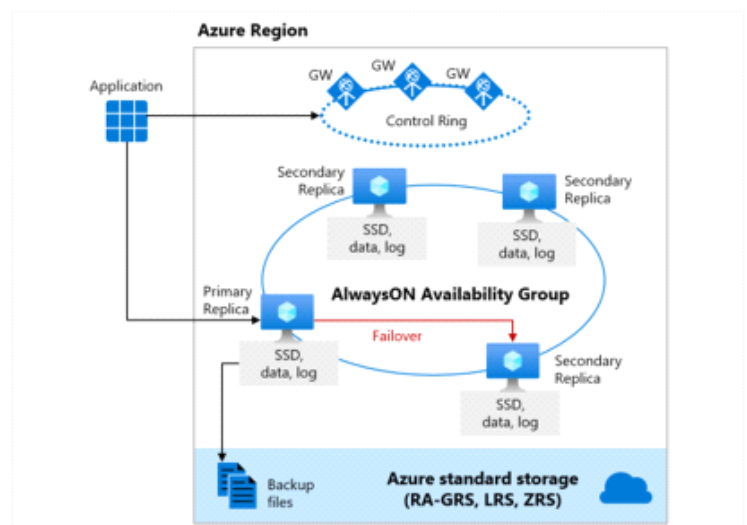 Azure Region
GW
GW
GW
Application
Control Ring
Secondary
Replica
Secondary
Replica
SSD,
data, log
SSD,
data, log
Primary
Replica
AlwaysON Availability Group
Failover
SSD,
data, log
Secondary
Replica
SSD,
data, log
Backup
files
Azure standard storage
(RA-GRS, LRS, ZRS)